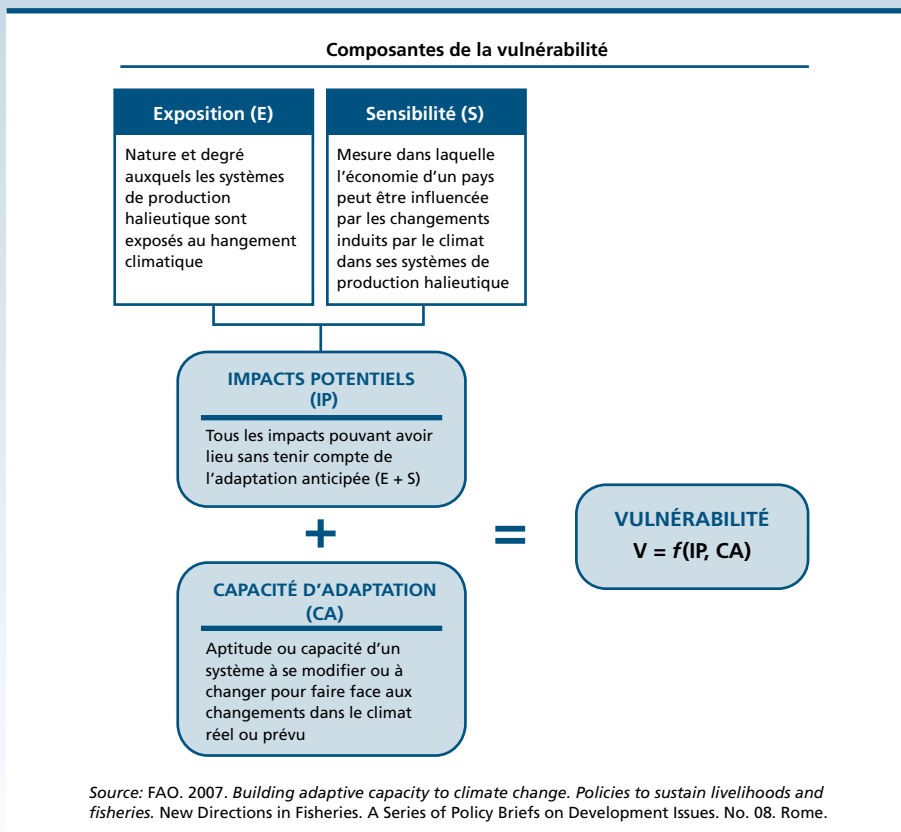 Composantes de la vulnérabilité
Exposition (E)
Nature et degré
auxquels les systèmes
de production
halieutique sont
exposés au hangement
climatique
Sensibilité (S)
Mesure dans laquelle
l’économie d’un pays
peut être influencée
par les changements
induits par le climat
dans ses systèmes de
production halieutique
IMPACTS POTENTIELS
(IP)
Tous les impacts pouvant avoir
lieu sans tenir compte de
l’adaptation anticipée (E + S)
+
=
VULNÉRABILITÉ
V = f(IP, CA)
CAPACITÉ D’ADAPTATION
(CA)
Aptitude ou capacité d’un
système à se modifier ou à
changer pour faire face aux
changements dans le climat
réel ou prévu
Source: FAO. 2007. Building adaptive capacity to climate change. Policies to sustain livelihoods and
fisheries. New Directions in Fisheries. A Series of Policy Briefs on Development Issues. No. 08. Rome.